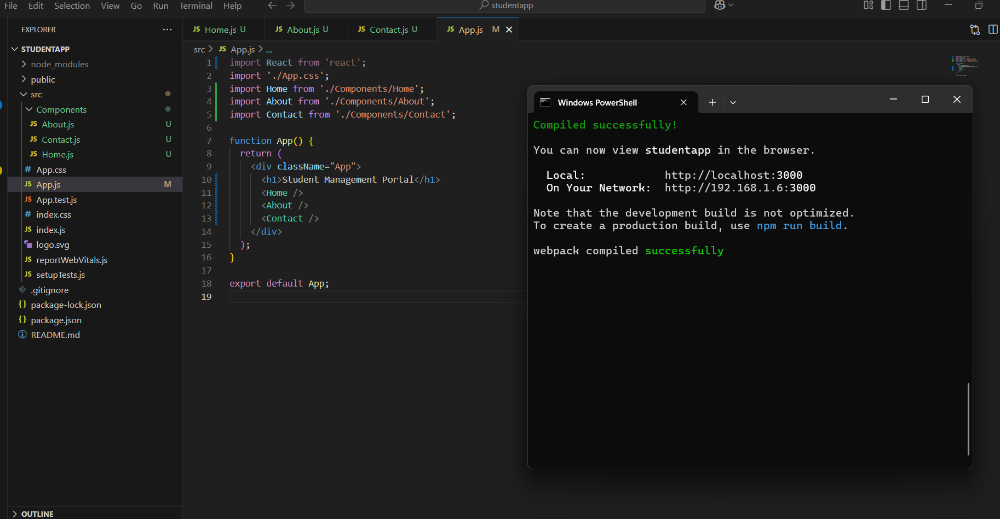 File Edit Selection View Go Run Terminal Help
studentapp
EXPLORER
STUDENTAPP
node_modules
public
src
Components
JS About.js U
JS Contact.js U
JS Home.js U
# App.css
JS App.js M
JS App.test.js
# index.css
JS index.js
logo.svg
JS reportWebVitals.js
JS setupTests.js
.gitignore
{} package-lock.json
{} package.json
README.md
OUTLINE
JS Home.js U JS About.js U JS Contact.js U JS App.js M
src > JS App.js > ...
1 import React from 'react';
2 import './App.css';
3 import Home from './Components/Home';
4 import About from './Components/About';
5 import Contact from './Components/Contact';
6
7 function App() {
8 return (
9 <div className="App">
10 <h1>Student Management Portal</h1>
11 <Home />
12 <About />
13 <Contact />
14 </div>
15 );
16 }
17
18 export default App;
19
Windows PowerShell
Compiled successfully!
You can now view studentapp in the browser.
Local: http://localhost:3000
On Your Network: http://192.168.1.6:3000
Note that the development build is not optimized.
To create a production build, use npm run build.
webpack compiled successfully